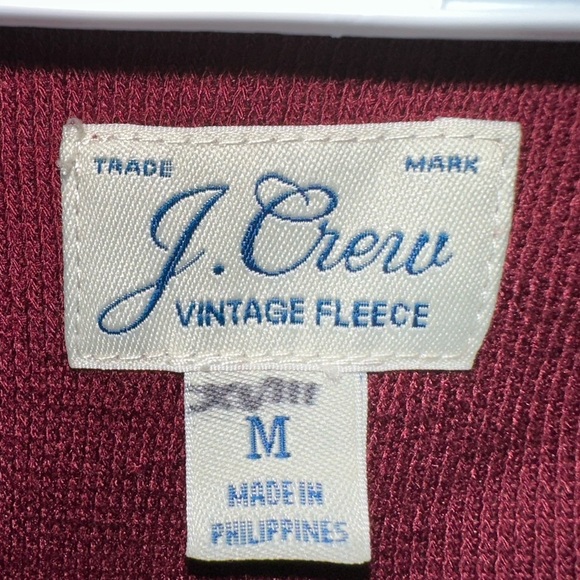 TRADE MARK
J. Crew
VINTAGE FLEECE
M
MADE IN
PHILIPPINES